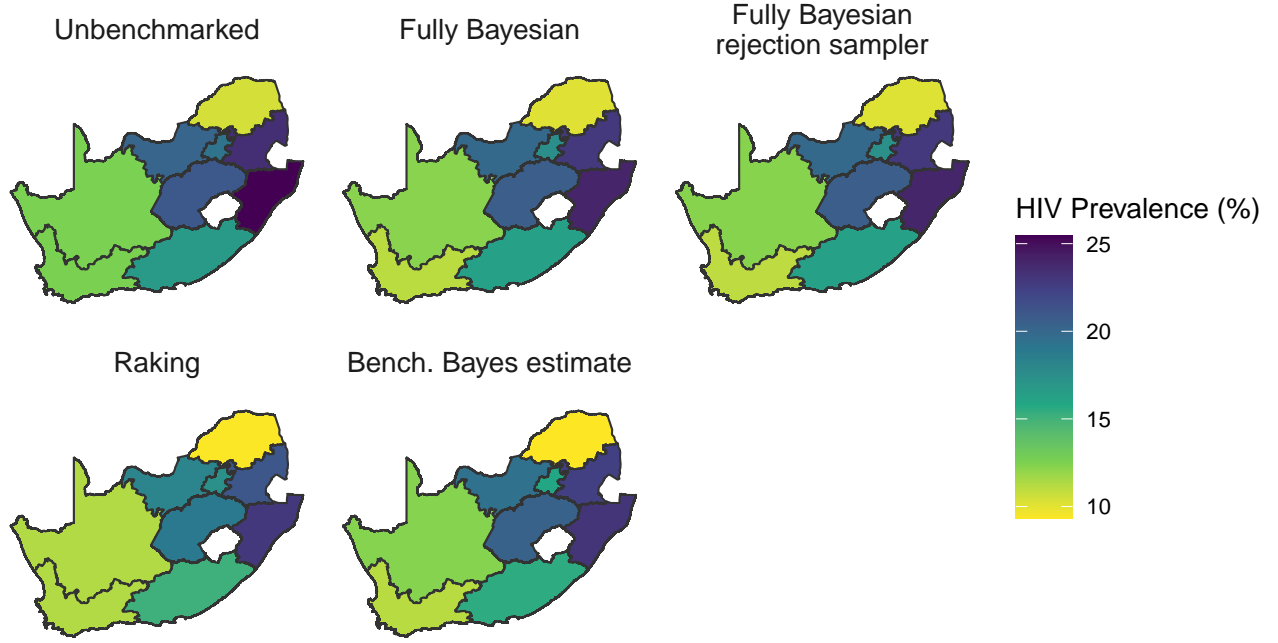 Unbenchmarked
Fully Bayesian
Fully Bayesian
rejection sampler
HIV Prevalence (%)
25
20
15
10
Raking
Bench. Bayes estimate